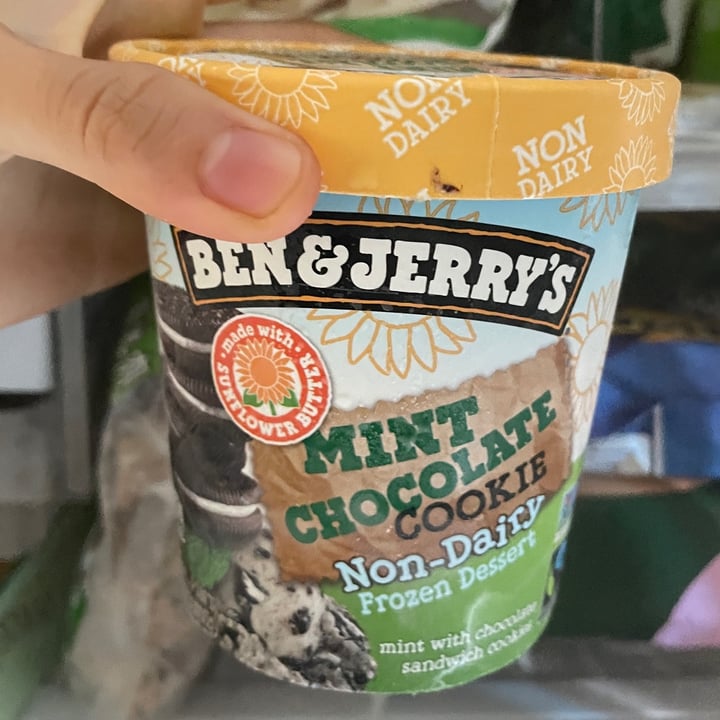 NON
DAIRY
NON
DAIRY
BEN & JERRY'S
made with
SUNFLOWER BUTTER
MINT
CHOCOLATE
COOKIE
Non-Dairy
Frozen Dessert
mint with chocolate
sandwich cookies